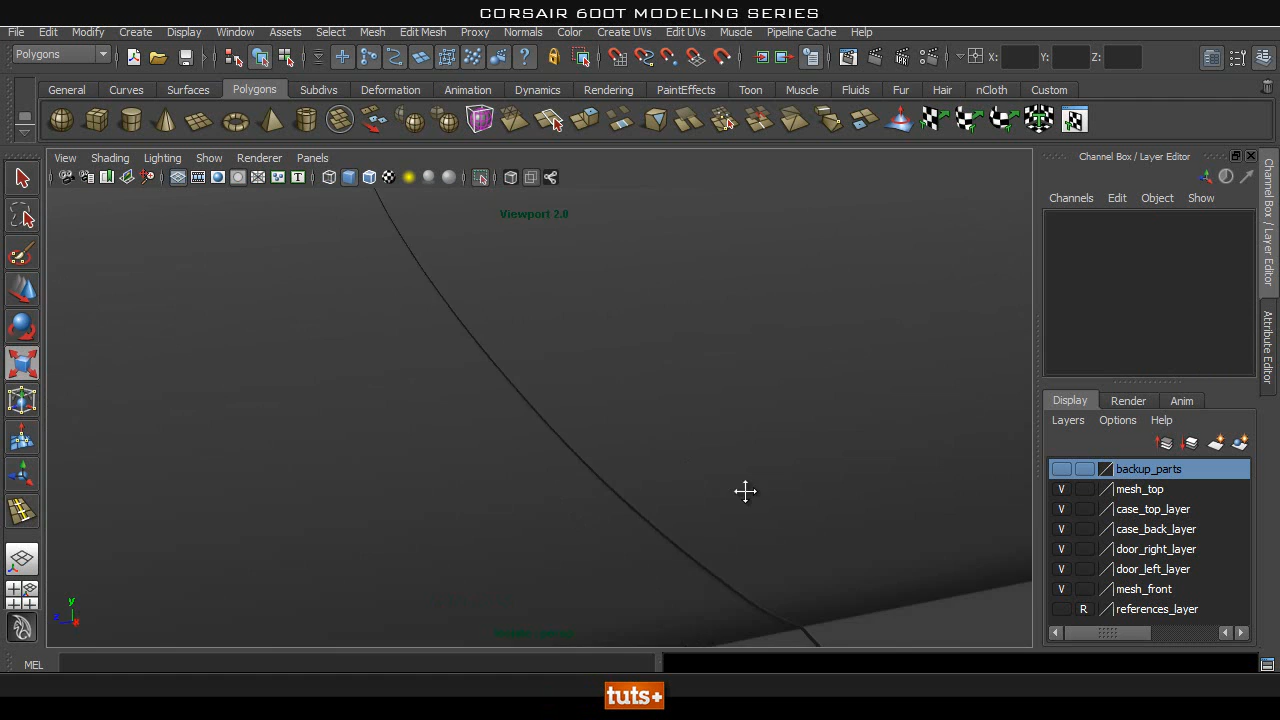 CORSAIR 600T MODELING SERIES
File Edit Modify Create Display Window Assets Select Mesh Edit Mesh Proxy Normals Color Create UVs Edit UVs Muscle Pipeline Cache Help
Polygons X: Y: Z:
General Curves Surfaces Polygons Subdivs Deformation Animation Dynamics Rendering PaintEffects Toon Muscle Fluids Fur Hair nCloth Custom
View Shading Lighting Show Renderer Panels
Channel Box / Layer Editor
Channels Edit Object Show
Viewport 2.0
Channel Box / Layer Editor
Attribute Editor
Display Render Anim
Layers Options Help
backup_parts
V mesh_top
V case_top_layer
V case_back_layer
V door_right_layer
V door_left_layer
V mesh_front
R references_layer
y
z x
MEL
tuts+